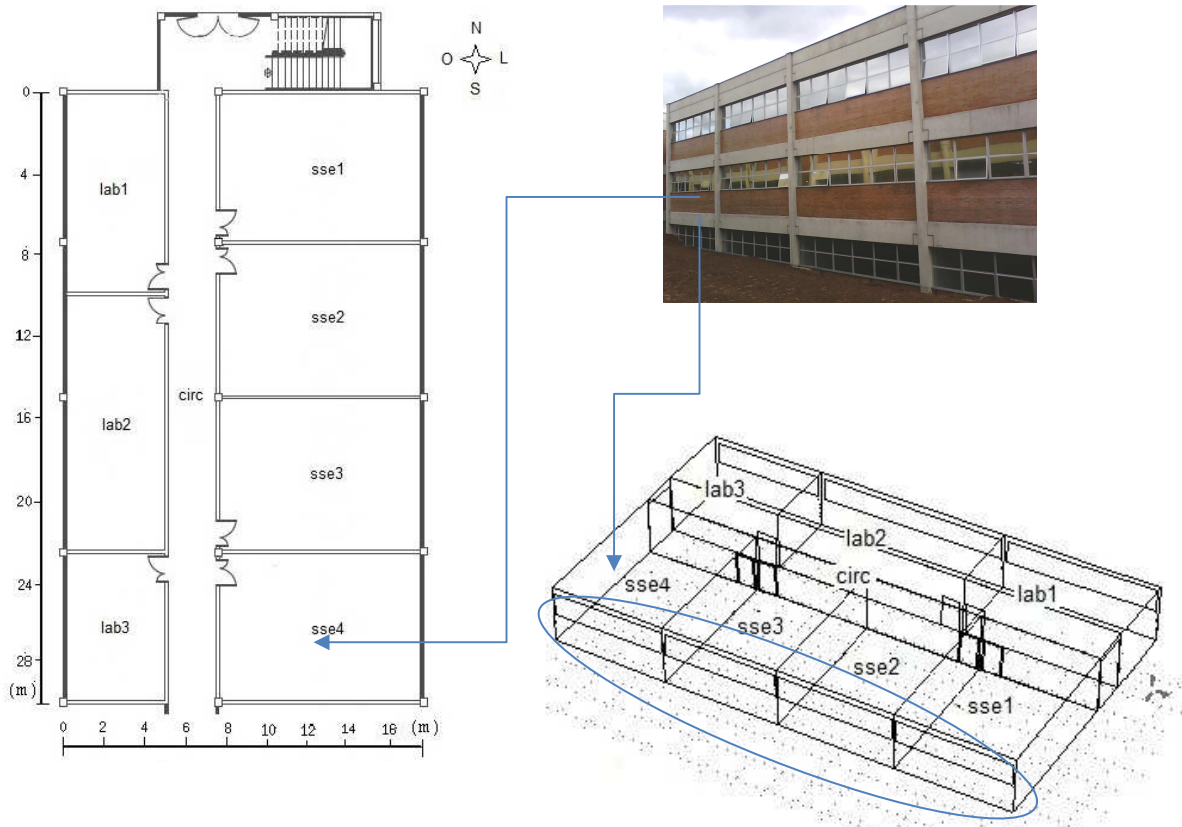 N
O L
S
0
4
8
12
16
20
24
28
(m)
lab1
lab2
lab3
circ
sse1
sse2
sse3
sse4
0 2 4 6 8 10 12 14 16 (m)
lab3
lab2
lab1
circ
sse4
sse3
sse2
sse1